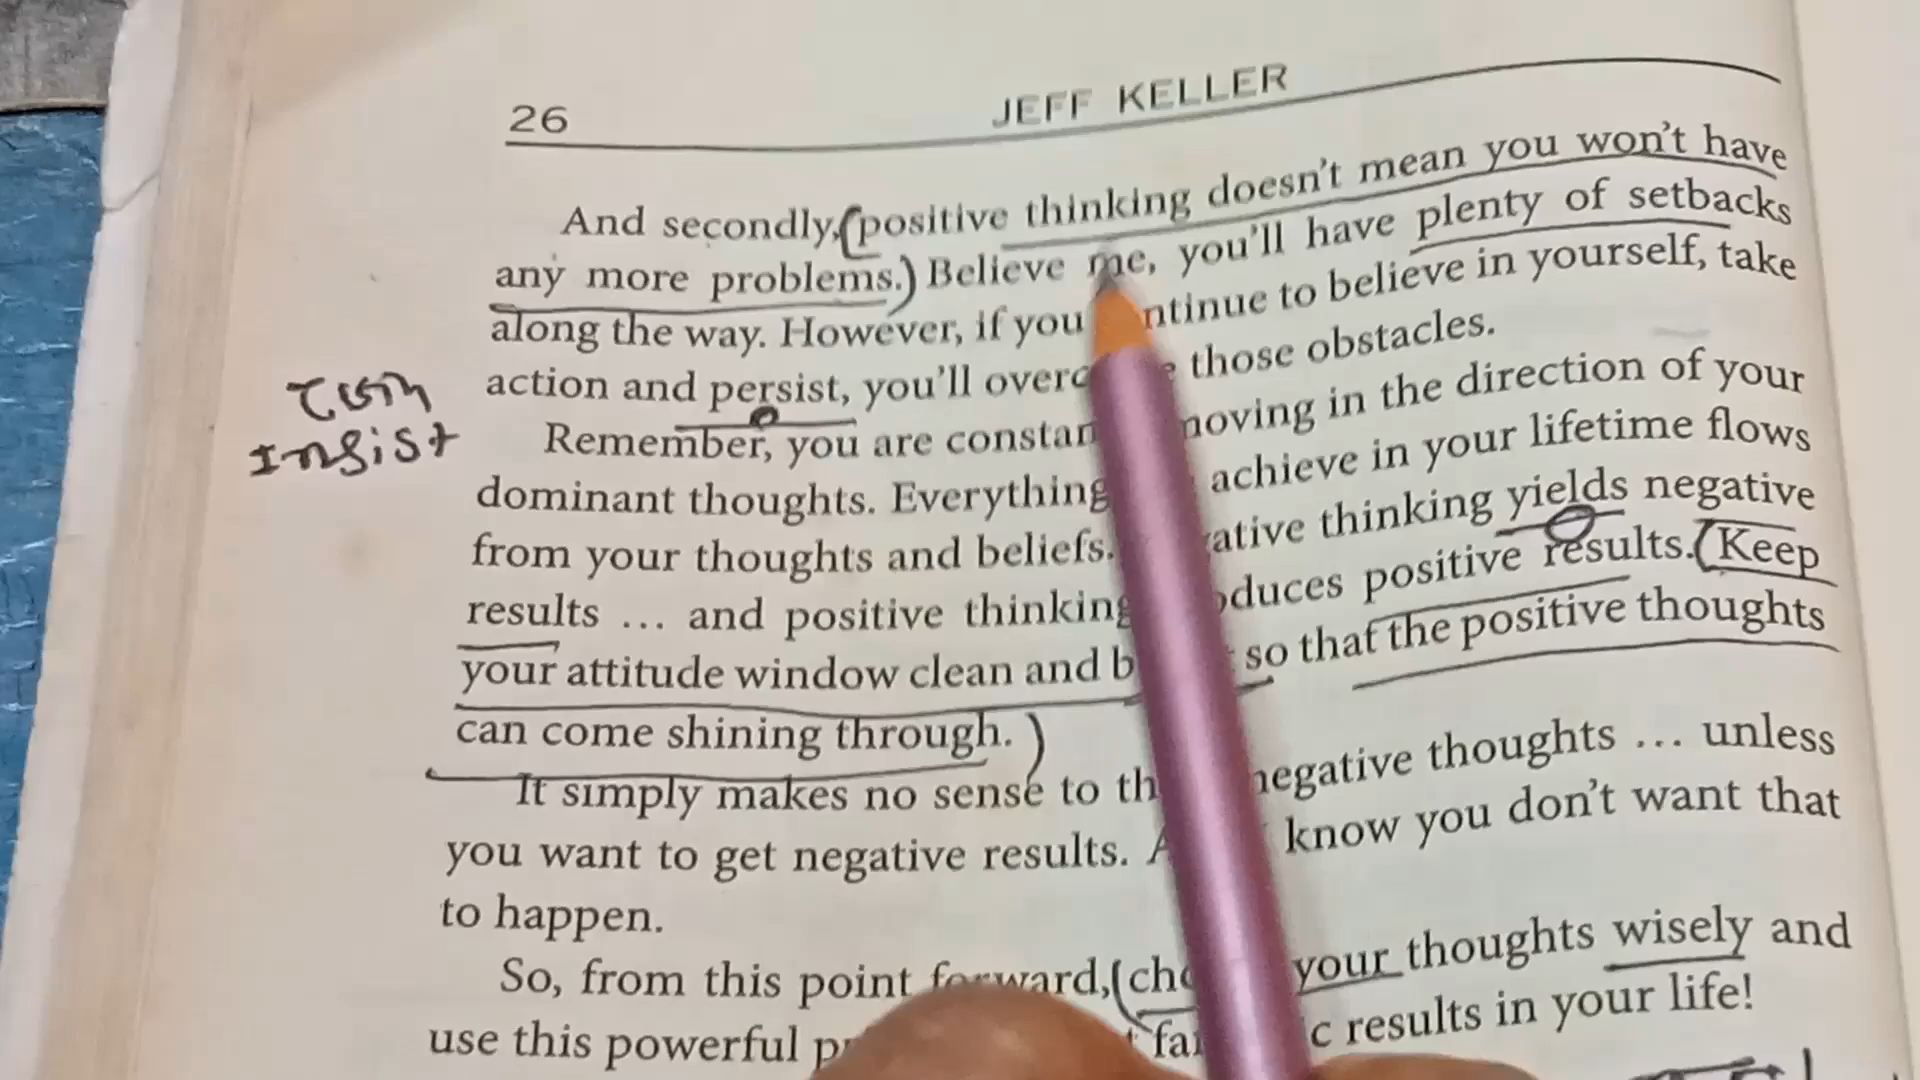 26
JEFF KELLER
And secondly, (positive thinking doesn't mean you won't have
any more problems.) Believe me, you'll have plenty of setbacks
along the way. However, if you ntinue to believe in yourself, take
action and persist, you'll overc e those obstacles.
Insist
Remember, you are constan moving in the direction of your
dominant thoughts. Everything achieve in your lifetime flows
from your thoughts and beliefs. ative thinking yields negative
results ... and positive thinking oduces positive results. (Keep
your attitude window clean and b so that the positive thoughts
can come shining through.)
It simply makes no sense to th negative thoughts ... unless
you want to get negative results. A know you don't want that
to happen.
So, from this point forward, (cho your thoughts wisely and
use this powerful p fan c results in your life!